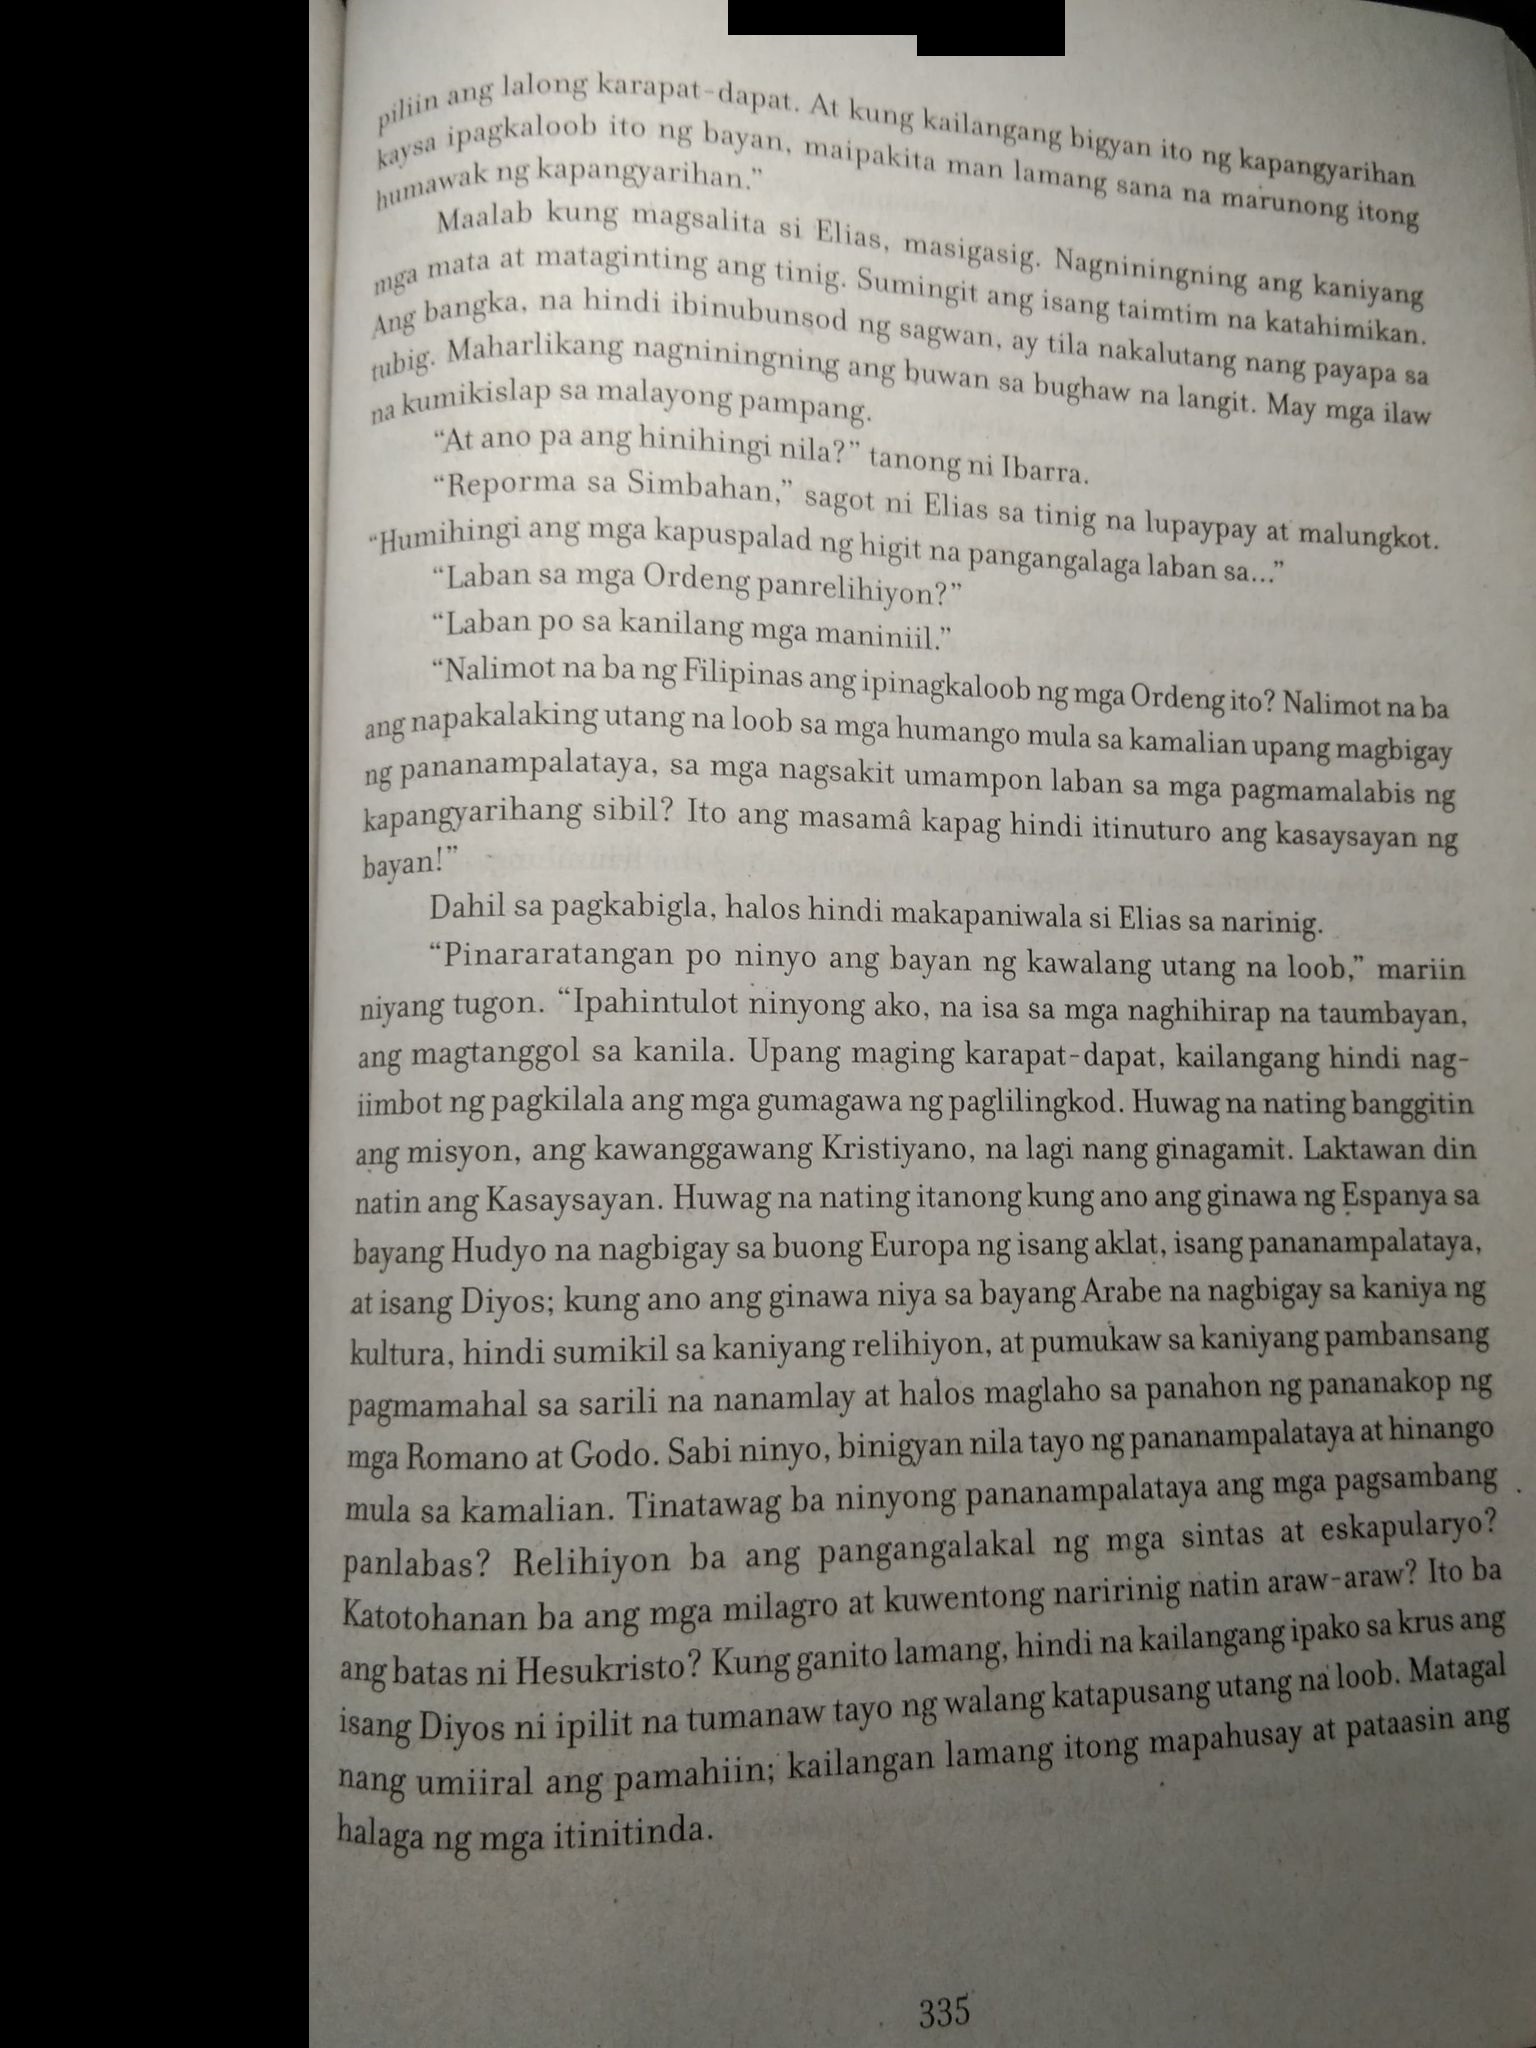 piliin ang lalong karapat-dapat. At kung kailangang bigyan ito ng kapangyarihan
kaysa ipagkaloob ito ng bayan, maipakita man lamang sana na marunong itong
humawak ng kapangyarihan.”
Maalab kung magsalita si Elias, masigasig. Nagniningning ang kaniyang
mga mata at mataginting ang tinig. Sumingit ang isang taimtim na katahimikan.
Ang bangka, na hindi ibinubunsod ng sagwan, ay tila nakalutang nang payapa sa
tubig. Maharlikang nagniningning ang buwan sa bughaw na langit. May mga ilaw
na kumikislap sa malayong pampang.
“At ano pa ang hinihingi nila?” tanong ni Ibarra.
“Reporma sa Simbahan,” sagot ni Elias sa tinig na lupaypay at malungkot.
“Humihingi ang mga kapuspalad ng higit na pangangalaga laban sa...”
“Laban sa mga Ordeng panrelihiyon?”
“Laban po sa kanilang mga maniniil.”
“Nalimot na ba ng Filipinas ang ipinagkaloob ng mga Ordeng ito? Nalimot na ba
ang napakalaking utang na loob sa mga humango mula sa kamalian upang magbigay
ng pananampalataya, sa mga nagsakit umampon laban sa mga pagmamalabis ng
kapangyarihang sibil? Ito ang masamâ kapag hindi itinuturo ang kasaysayan ng
bayan!”
Dahil sa pagkabigla, halos hindi makapaniwala si Elias sa narinig.
“Pinararatangan po ninyo ang bayan ng kawalang utang na loob,” mariin
niyang tugon. “Ipahintulot ninyong ako, na isa sa mga naghihirap na taumbayan,
ang magtanggol sa kanila. Upang maging karapat-dapat, kailangang hindi nag-
iimbot ng pagkilala ang mga gumagawa ng paglilingkod. Huwag na nating banggitin
ang misyon, ang kawanggawang Kristiyano, na lagi nang ginagamit. Laktawan din
natin ang Kasaysayan. Huwag na nating itanong kung ano ang ginawa ng Espanya sa
bayang Hudyo na nagbigay sa buong Europa ng isang aklat, isang pananampalataya,
at isang Diyos; kung ano ang ginawa niya sa bayang Arabe na nagbigay sa kaniya ng
kultura, hindi sumikil sa kaniyang relihiyon, at pumukaw sa kaniyang pambansang
pagmamahal sa sarili na nanamlay at halos maglaho sa panahon ng pananakop ng
mga Romano at Godo. Sabi ninyo, binigyan nila tayo ng pananampalataya at hinango
mula sa kamalian. Tinatawag ba ninyong pananampalataya ang mga pagsambang
panlabas? Relihiyon ba ang pangangalakal ng mga sintas at eskapularyo?
Katotohanan ba ang mga milagro at kuwentong naririnig natin araw-araw? Ito ba
ang batas ni Hesukristo? Kung ganito lamang, hindi na kailangang ipako sa krus ang
isang Diyos ni ipilit na tumanaw tayo ng walang katapusang utang na loob. Matagal
nang umiiral ang pamahiin; kailangan lamang itong mapahusay at pataasin ang
halaga ng mga itinitinda.
335